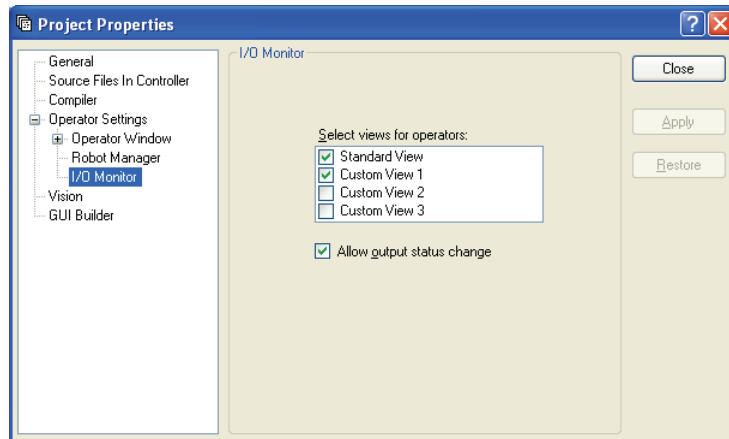 Project Properties
General
Source Files In Controller
Compiler
Operator Settings
Operator Window
Robot Manager
I/O Monitor
Vision
GUI Builder
I/O Monitor
Select views for operators:
Standard View
Custom View 1
Custom View 2
Custom View 3
Allow output status change
Close
Apply
Restore